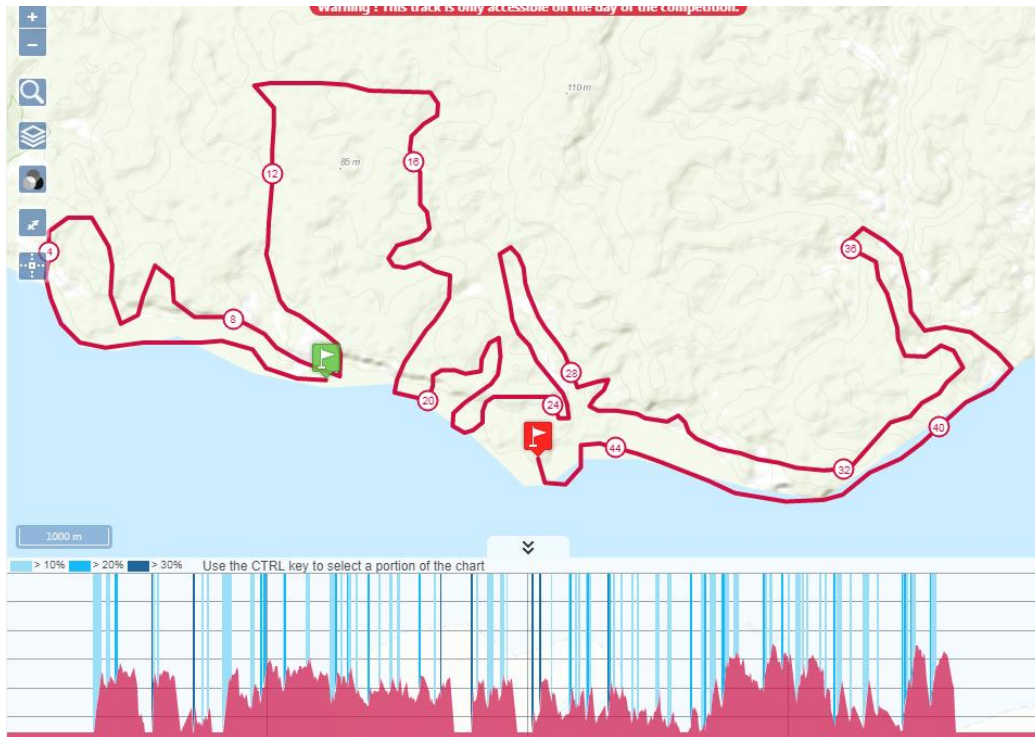 Warning ! This track is only accessible on the day of the competition.
+
−
110 m
85 m
12
16
4
36
8
28
20
24
40
44
32
1000 m
> 10% > 20% > 30% Use the CTRL key to select a portion of the chart